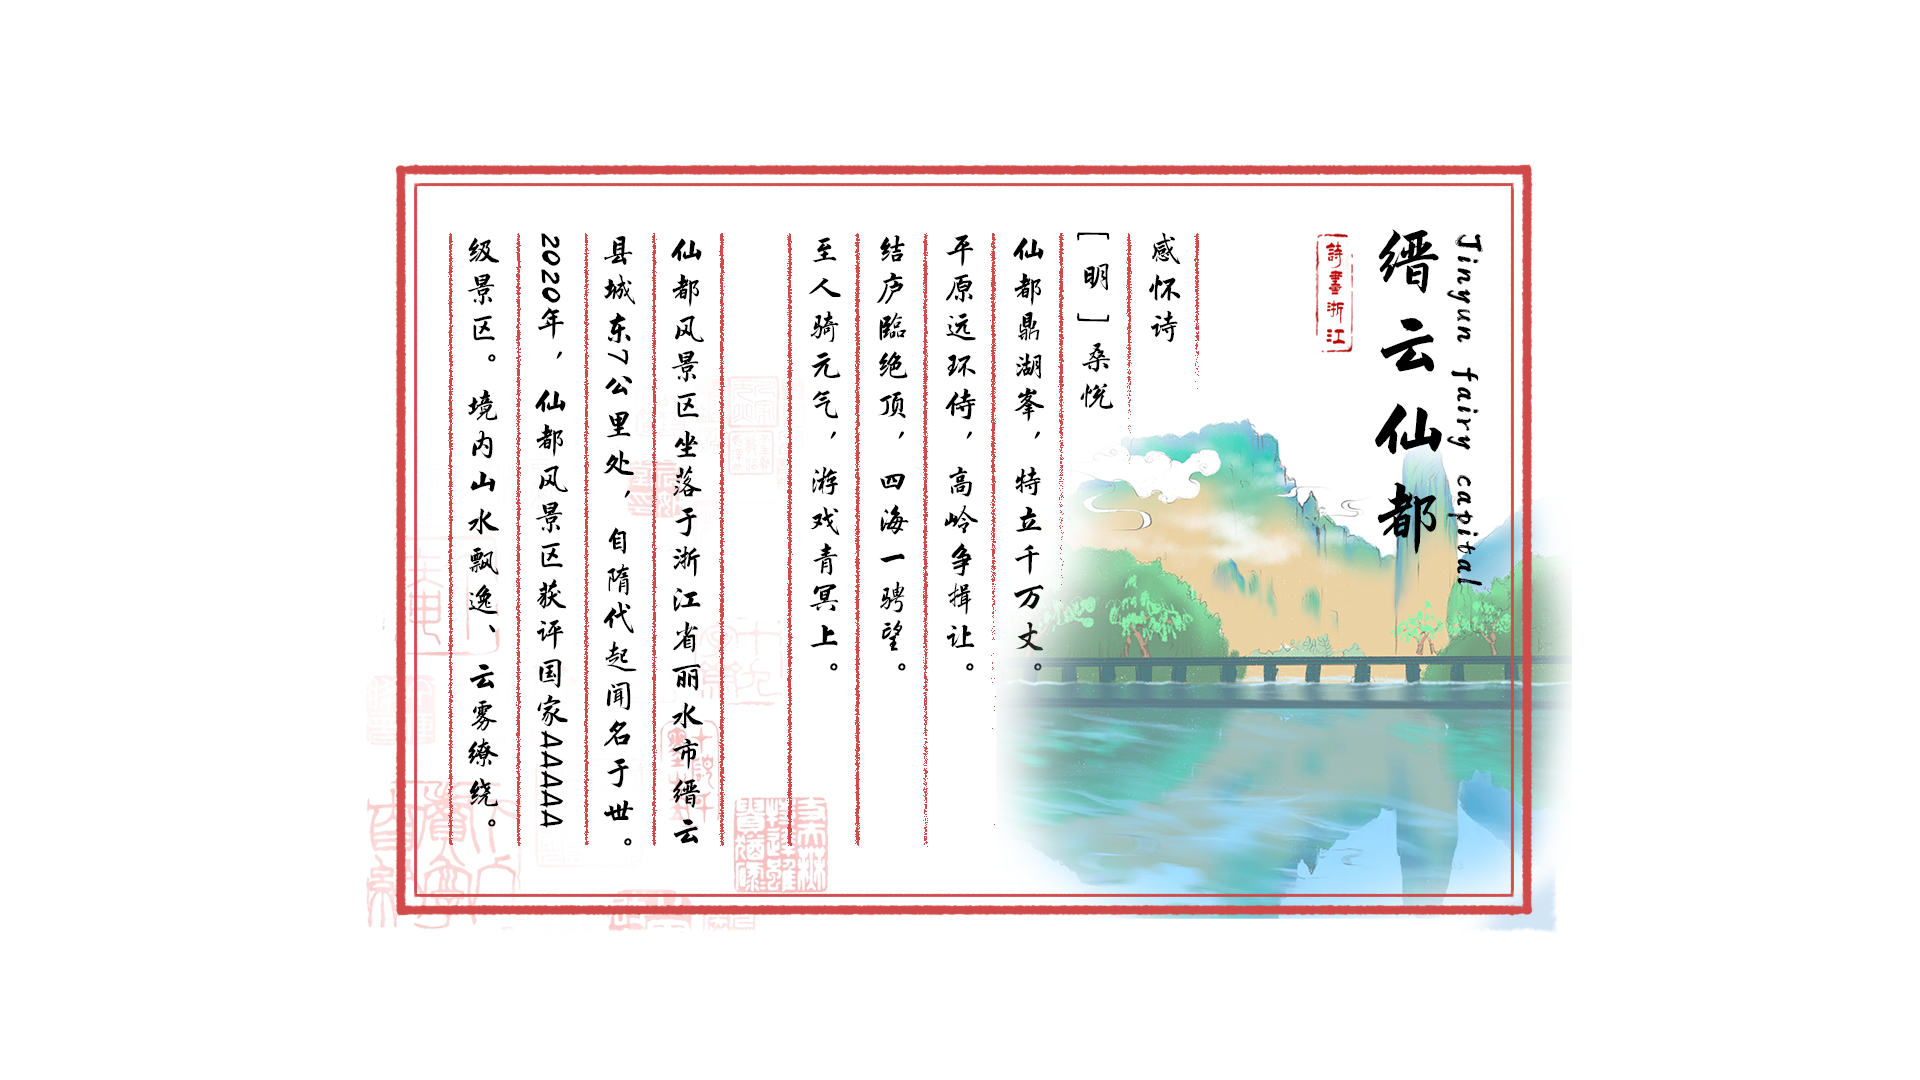 Jinyun fairy capital
缙云仙都
詩書浙江
感怀诗
[明]桑悦
仙都鼎湖峯，特立千万丈。
平原远环侍，高岭争揖让。
结庐臨绝顶，四海一骋望。
至人骑元气，游戏青冥上。
仙都风景区坐落于浙江省丽水市缙云
县城东7公里处，自隋代起闻名于世。
2020年，仙都风景区获评国家AAAAA
级景区。境内山水飘逸、云雾缭绕。